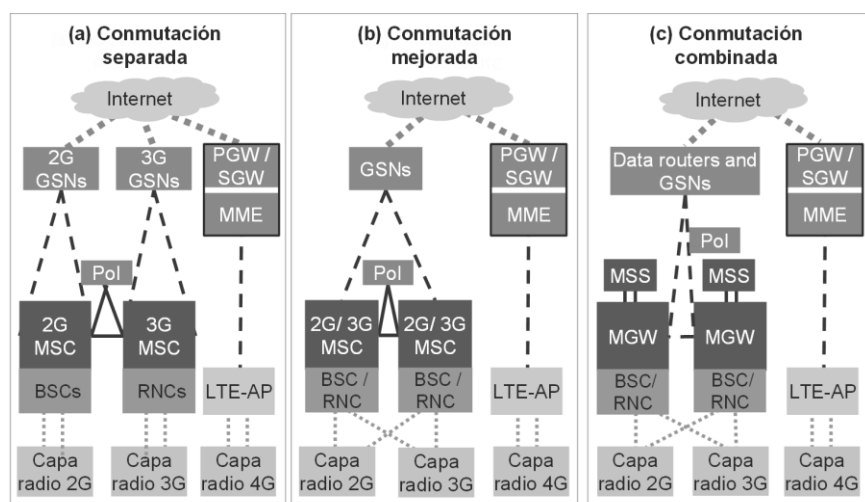 (a) Conmutación
separada
Internet
2G
GSNs
3G
GSNs
PGW /
SGW
MME
PoI
2G
MSC
3G
MSC
BSCs
RNCs
LTE-AP
Capa
radio 2G
Capa
radio 3G
Capa
radio 4G
(b) Conmutación
mejorada
Internet
GSNs
PGW /
SGW
MME
PoI
2G/ 3G
MSC
2G/ 3G
MSC
BSC /
RNC
BSC /
RNC
LTE-AP
Capa
radio 2G
Capa
radio 3G
Capa
radio 4G
(c) Conmutación
combinada
Internet
Data routers and
GSNs
PGW /
SGW
MME
PoI
MSS
MSS
MGW
MGW
BSC/
RNC
BSC/
RNC
LTE-AP
Capa
radio 2G
Capa
radio 3G
Capa
radio 4G